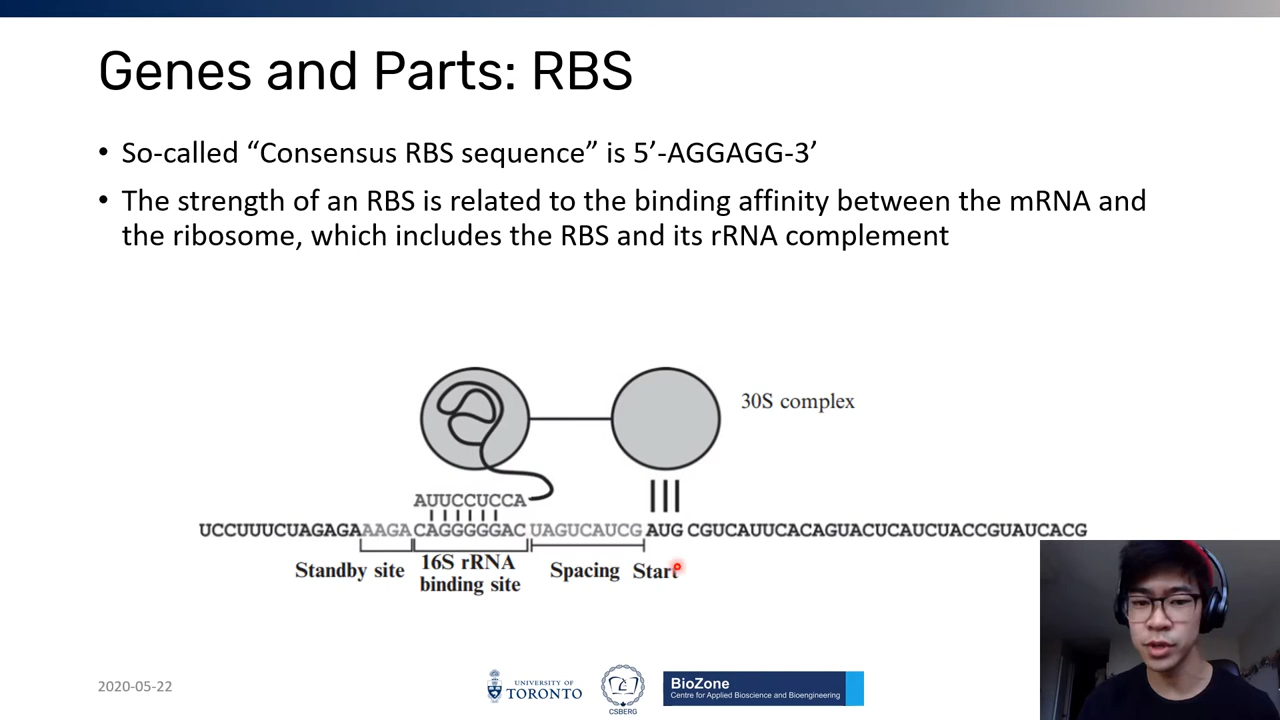 Genes and Parts: RBS
• So-called “Consensus RBS sequence” is 5’-AGGAGG-3’
• The strength of an RBS is related to the binding affinity between the mRNA and
the ribosome, which includes the RBS and its rRNA complement
30S complex
AUUCCUCCA
UCCUUUCUAGAGAAAGACAGGGGGACUAGUCAUCGAUGCGUCAUUCACAGUACUCAUCUACCGUAUCACG
Standby site
16S rRNA
binding site
Spacing
Start
2020-05-22
UNIVERSITY OF
TORONTO
CSBERG
BioZone
Centre for Applied Bioscience and Bioengineering